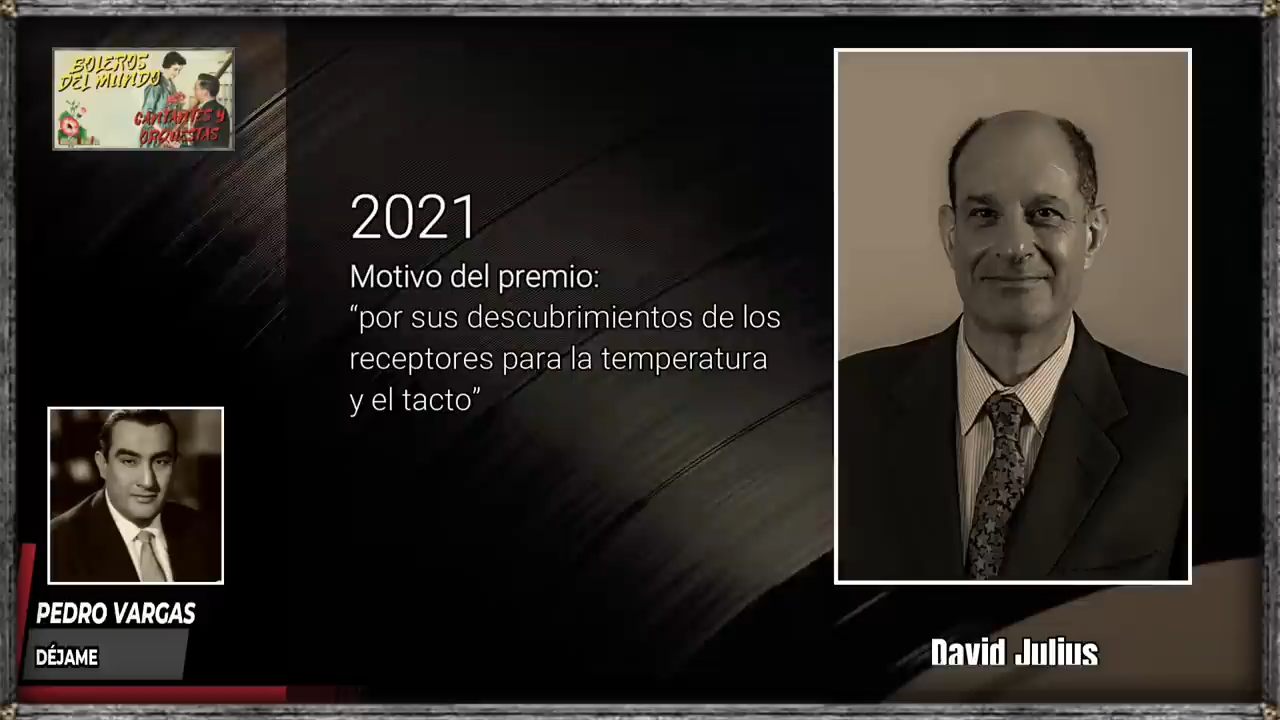 BOLEROS
DEL MUNDO
CANTANTES Y
ORQUESTAS
2021
Motivo del premio:
“por sus descubrimientos de los
receptores para la temperatura
y el tacto”
PEDRO VARGAS
DÉJAME
David Julius